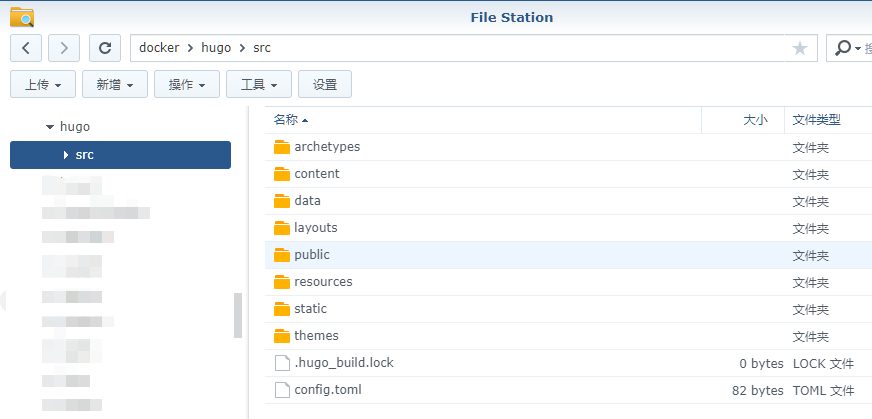 File Station
docker > hugo > src
搜
上传 新增 操作 工具 设置
hugo
src
名称 大小 文件类型
archetypes 文件夹
content 文件夹
data 文件夹
layouts 文件夹
public 文件夹
resources 文件夹
static 文件夹
themes 文件夹
.hugo_build.lock 0 bytes LOCK 文件
config.toml 82 bytes TOML 文件